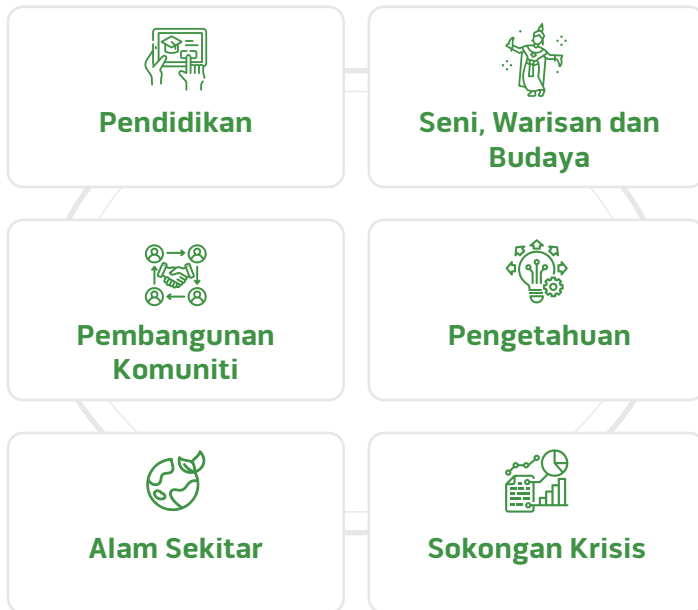 Pendidikan
Seni, Warisan dan
Budaya
Pembangunan
Komuniti
Pengetahuan
Alam Sekitar
Sokongan Krisis